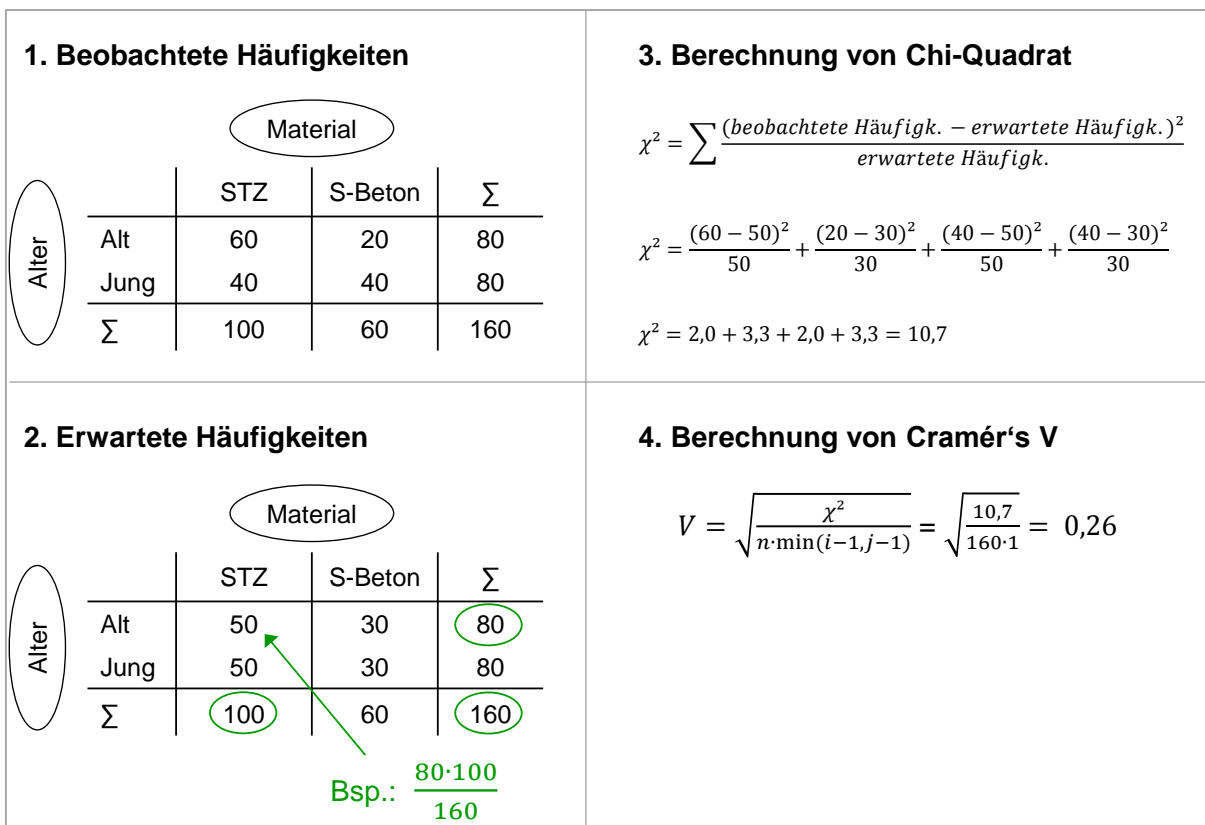 1. Beobachtete Häufigkeiten
Material
Alter
STZ S-Beton ∑
Alt 60 20 80
Jung 40 40 80
∑ 100 60 160
2. Erwartete Häufigkeiten
Material
Alter
STZ S-Beton ∑
Alt 50 30 80
Jung 50 30 80
∑ 100 60 160
Bsp.: 80·100 / 160
3. Berechnung von Chi-Quadrat
χ² = ∑ (beobachtete Häufigk. − erwartete Häufigk. )² / erwartete Häufigk.
χ² = (60 − 50)² / 50 + (20 − 30)² / 30 + (40 − 50)² / 50 + (40 − 30)² / 30
χ² = 2,0 + 3,3 + 2,0 + 3,3 = 10,7
4. Berechnung von Cramér‘s V
V = √(χ² / n·min(i−1,j−1)) = √(10,7 / 160·1) = 0,26